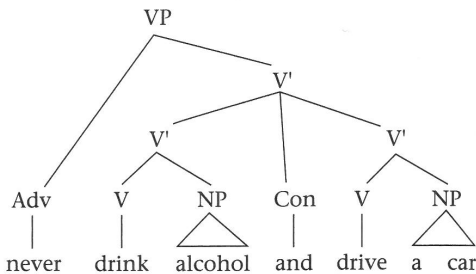 VP
V'
V' V'
Adv V NP Con V NP
never drink alcohol and drive a car